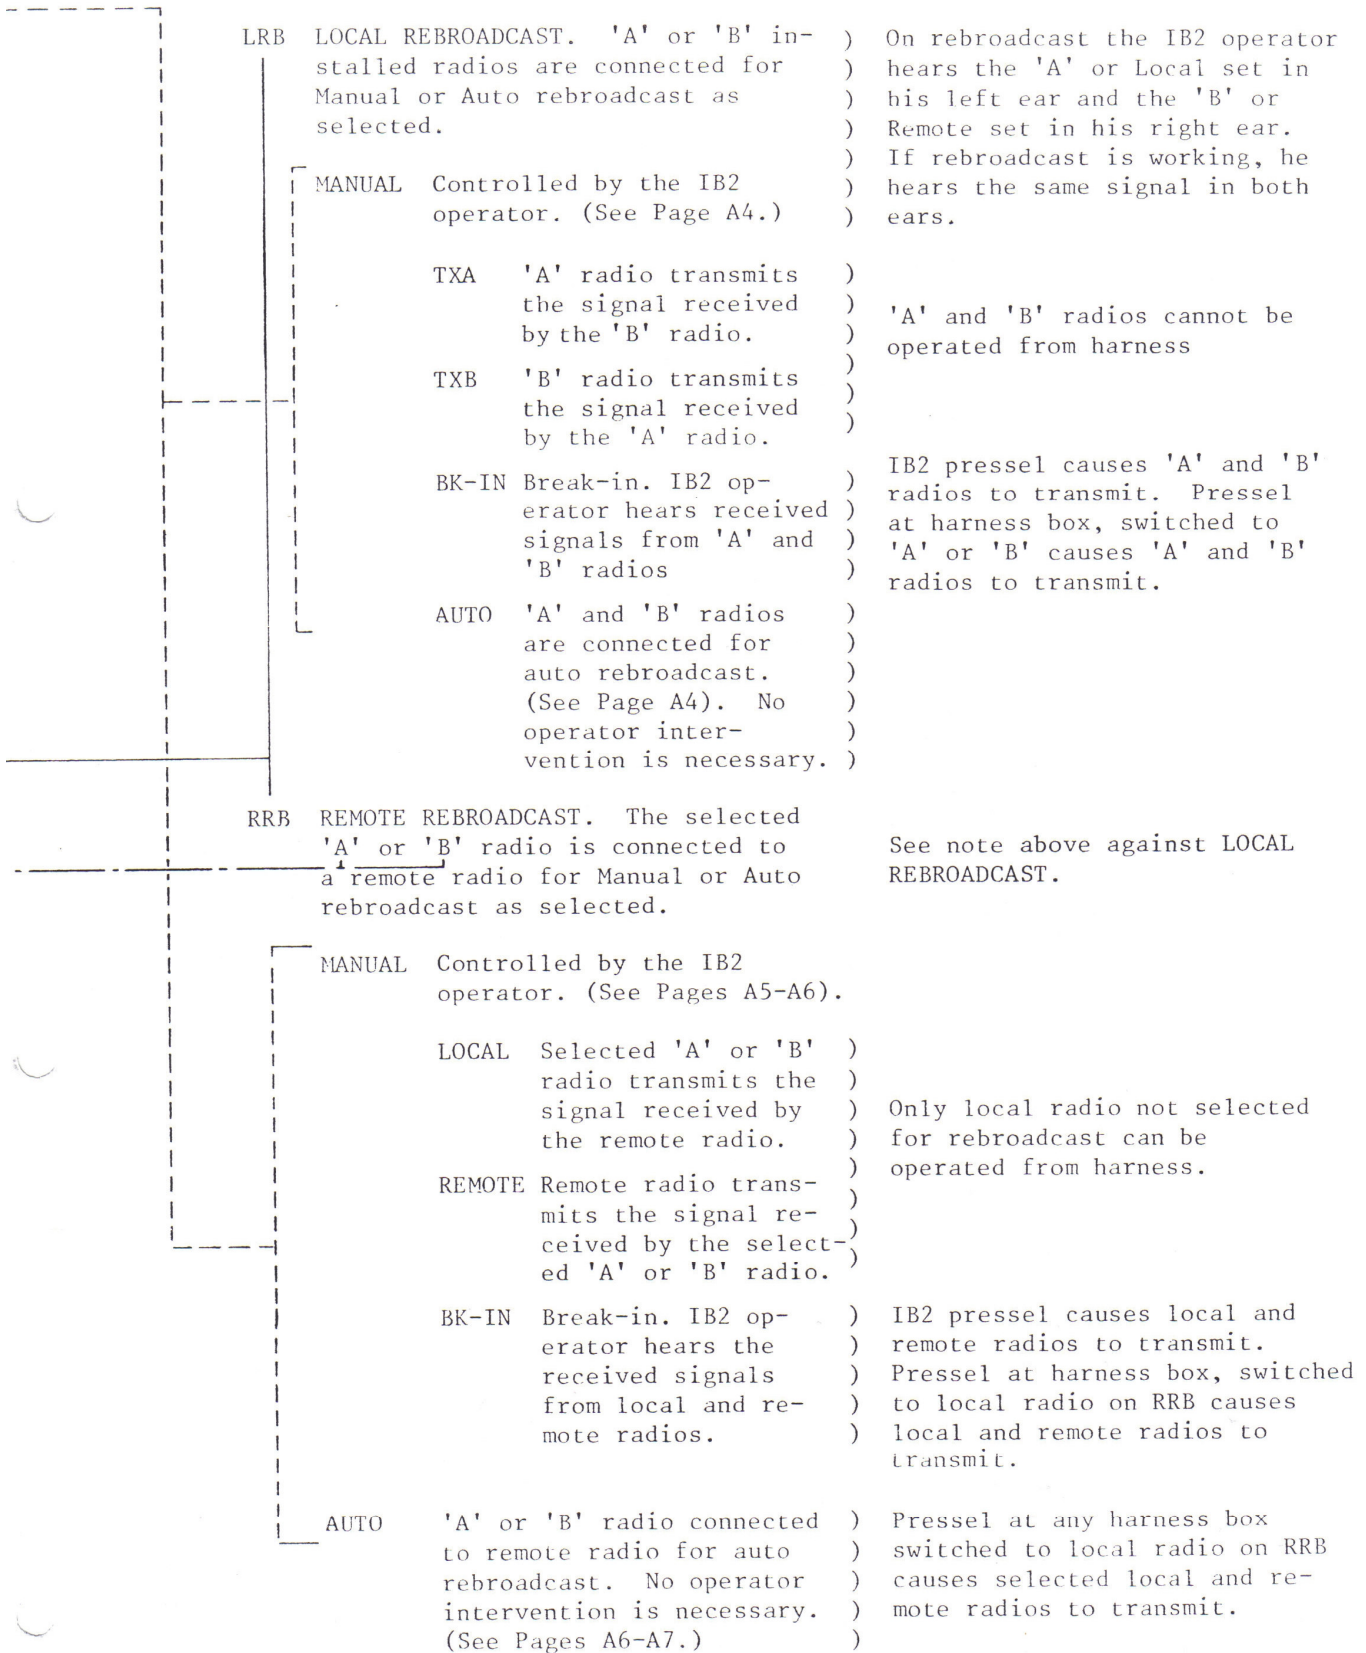 LRB LOCAL REBROADCAST. 'A' or 'B' in- ) On rebroadcast the IB2 operator
stalled radios are connected for ) hears the 'A' or Local set in
Manual or Auto rebroadcast as ) his left ear and the 'B' or
selected. ) Remote set in his right ear.
) If rebroadcast is working, he
MANUAL Controlled by the IB2 ) hears the same signal in both
operator. (See Page A4.) ) ears.
TXA 'A' radio transmits )
the signal received ) 'A' and 'B' radios cannot be
by the 'B' radio. ) operated from harness
)
TXB 'B' radio transmits )
the signal received )
by the 'A' radio.
BK-IN Break-in. IB2 op- ) IB2 pressel causes 'A' and 'B'
erator hears received ) radios to transmit. Pressel
signals from 'A' and ) at harness box, switched to
'B' radios ) 'A' or 'B' causes 'A' and 'B'
radios to transmit.
AUTO 'A' and 'B' radios )
are connected for )
auto rebroadcast. )
(See Page A4). No )
operator inter- )
vention is necessary. )
RRB REMOTE REBROADCAST. The selected
'A' or 'B' radio is connected to See note above against LOCAL
a remote radio for Manual or Auto REBROADCAST.
rebroadcast as selected.
MANUAL Controlled by the IB2
operator. (See Pages A5-A6).
LOCAL Selected 'A' or 'B' )
radio transmits the )
signal received by ) Only local radio not selected
the remote radio. ) for rebroadcast can be
) operated from harness.
REMOTE Remote radio trans- )
mits the signal re- )
ceived by the select- )
ed 'A' or 'B' radio. )
BK-IN Break-in. IB2 op- ) IB2 pressel causes local and
erator hears the ) remote radios to transmit.
received signals ) Pressel at harness box, switched
from local and re- ) to local radio on RRB causes
mote radios. ) local and remote radios to
transmit.
AUTO 'A' or 'B' radio connected ) Pressel at any harness box
to remote radio for auto ) switched to local radio on RRB
rebroadcast. No operator ) causes selected local and re-
intervention is necessary. ) mote radios to transmit.
(See Pages A6-A7.) )